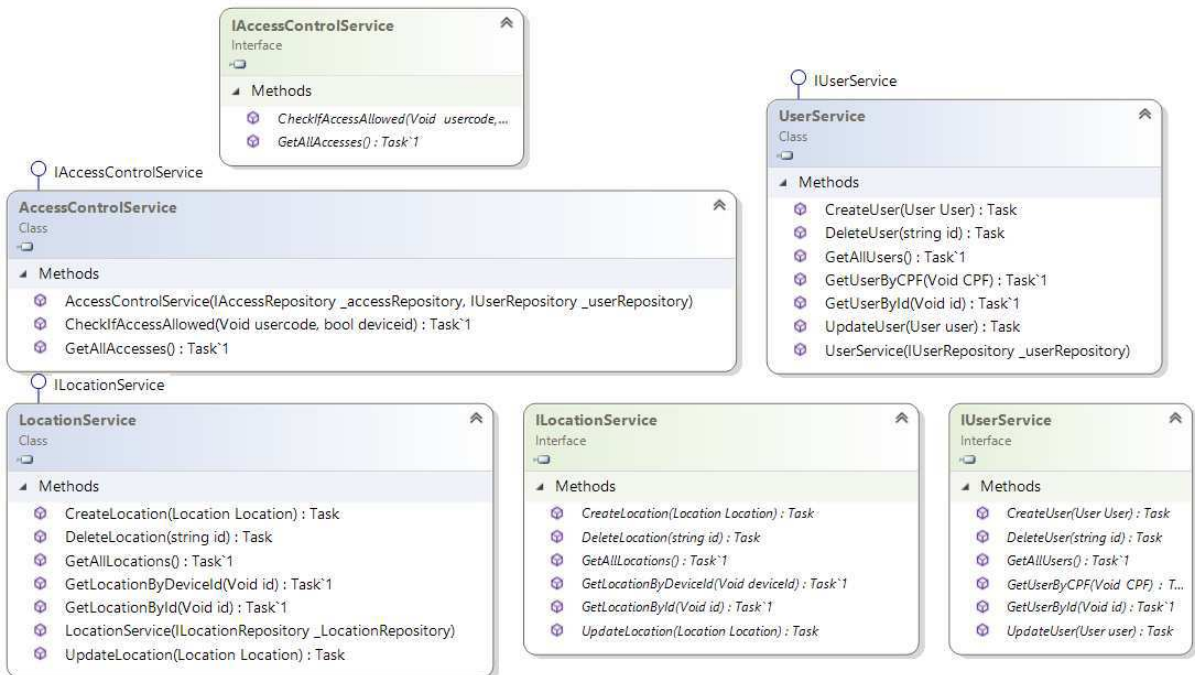 IAccessControlService
Interface
Methods
CheckIfAccessAllowed(Void usercode,...
GetAllAccesses() : Task`1
IUserService
UserService
Class
Methods
CreateUser(User User) : Task
DeleteUser(string id) : Task
GetAllUsers() : Task`1
GetUserByCPF(Void CPF) : Task`1
GetUserById(Void id) : Task`1
UpdateUser(User user) : Task
UserService(IUserRepository _userRepository)
IAccessControlService
AccessControlService
Class
Methods
AccessControlService(IAccessRepository _accessRepository, IUserRepository _userRepository)
CheckIfAccessAllowed(Void usercode, bool deviceid) : Task`1
GetAllAccesses() : Task`1
ILocationService
LocationService
Class
Methods
CreateLocation(Location Location) : Task
DeleteLocation(string id) : Task
GetAllLocations() : Task`1
GetLocationByDeviceId(Void id) : Task`1
GetLocationById(Void id) : Task`1
LocationService(ILocationRepository _LocationRepository)
UpdateLocation(Location Location) : Task
ILocationService
Interface
Methods
CreateLocation(Location Location) : Task
DeleteLocation(string id) : Task
GetAllLocations() : Task`1
GetLocationByDeviceId(Void deviceId) : Task`1
GetLocationById(Void id) : Task`1
UpdateLocation(Location Location) : Task
IUserService
Interface
Methods
CreateUser(User User) : Task
DeleteUser(string id) : Task
GetAllUsers() : Task`1
GetUserByCPF(Void CPF) : T...
GetUserById(Void id) : Task`1
UpdateUser(User user) : Task